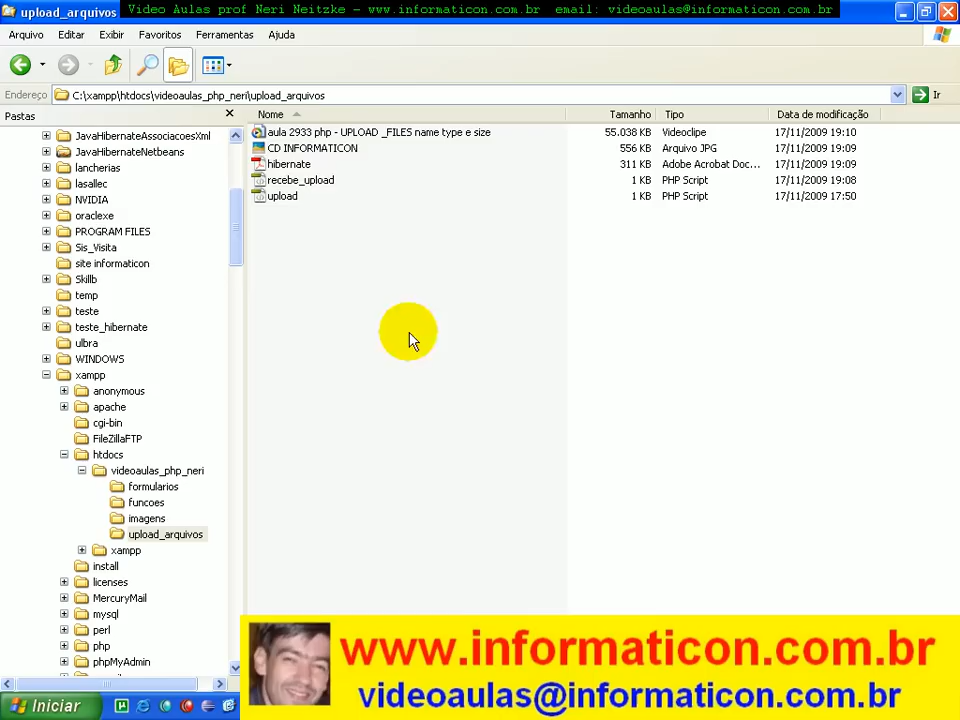 upload_arquivos
Video Aulas prof Neri Neitzke - www.informaticon.com.br email: videoaulas@informaticon.com.br
Arquivo Editar Exibir Favoritos Ferramentas Ajuda
Endereço C:\xampp\htdocs\videoaulas_php_neri\upload_arquivos Ir
Pastas
Nome Tamanho Tipo Data de modificação
aula 2933 php - UPLOAD _FILES name type e size 55.038 KB Videoclipe 17/11/2009 19:10
CD INFORMATICON 556 KB Arquivo JPG 17/11/2009 19:09
hibernate 311 KB Adobe Acrobat Doc... 17/11/2009 19:09
recebe_upload 1 KB PHP Script 17/11/2009 19:08
upload 1 KB PHP Script 17/11/2009 17:50
JavaHibernateAssociacoesXml
JavaHibernateNetbeans
lancherias
lasallec
NVIDIA
oraclexe
PROGRAM FILES
Sis_Visita
site informaticon
Skillb
temp
teste
teste_hibernate
ulbra
WINDOWS
xampp
anonymous
apache
cgi-bin
FileZillaFTP
htdocs
videoaulas_php_neri
formularios
funcoes
imagens
upload_arquivos
xampp
install
licenses
MercuryMail
mysql
perl
php
phpMyAdmin
www.informaticon.com.br
videoaulas@informaticon.com.br
Iniciar